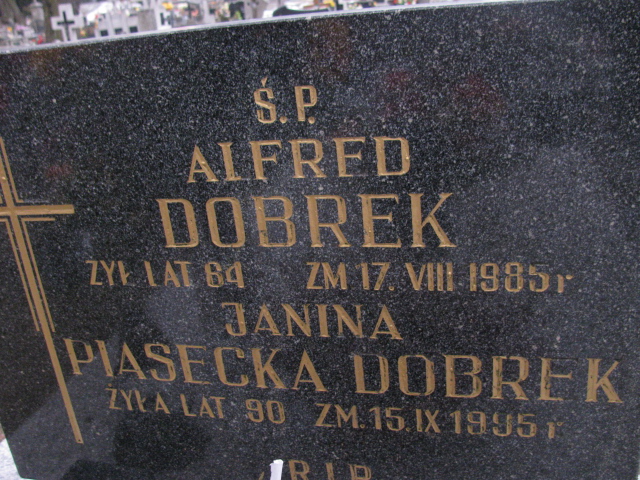 Ś.P.
ALFRED
DOBREK
ŻYŁ LAT 64 ZM 17. VIII 1985 r
JANINA
PIASECKA DOBREK
ŻYŁA LAT 90 ZM. 15. IX 1995 r
R.I.P.